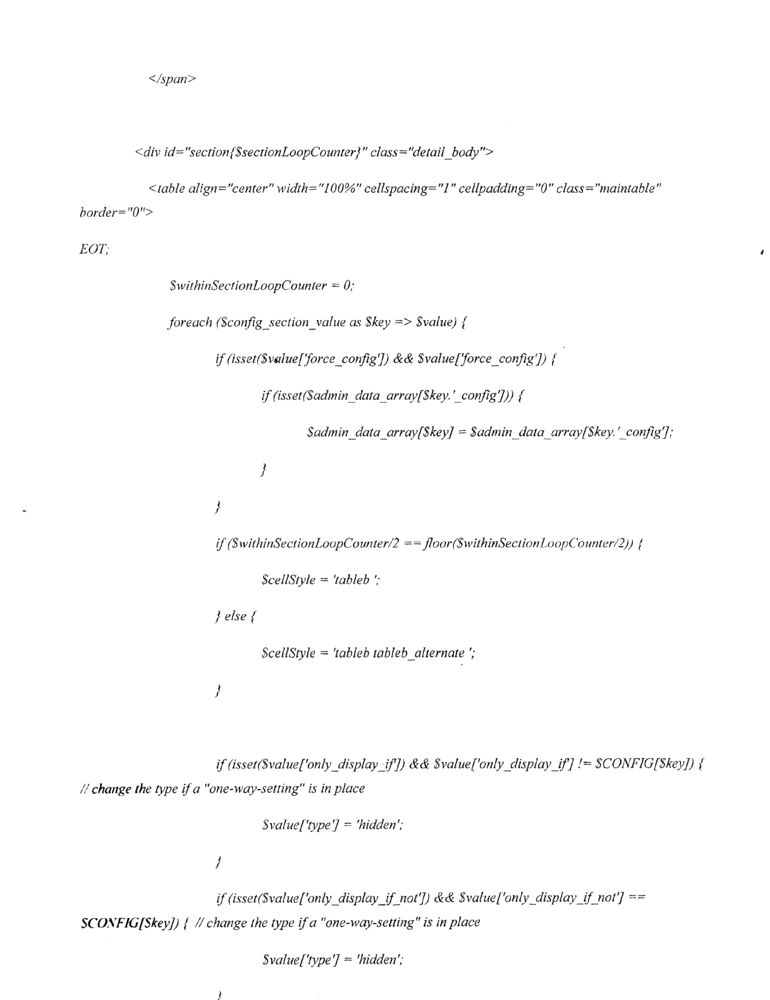 </span>
<div id="section{$sectionLoopCounter}" class="detail_body">
<table align="center" width="100%" cellspacing="1" cellpadding="0" class="maintable"
border="0">
EOT;
$withinSectionLoopCounter = 0;
foreach ($config_section_value as $key => $value) {
if (isset($value['force_config']) && $value['force_config']) {
if (isset($admin_data_array[$key.'_config'])) {
$admin_data_array[$key] = $admin_data_array[$key.'_config'];
}
}
if ($withinSectionLoopCounter/2 == floor($withinSectionLoopCounter/2)) {
$cellStyle = 'tableb ';
} else {
$cellStyle = 'tableb tableb_alternate ';
}
if (isset($value['only_display_if']) && $value['only_display_if'] != $CONFIG[$key]) {
// change the type if a "one-way-setting" is in place
$value['type'] = 'hidden';
}
if (isset($value['only_display_if_not']) && $value['only_display_if_not'] ==
$CONFIG[$key]) { // change the type if a "one-way-setting" is in place
$value['type'] = 'hidden';
}